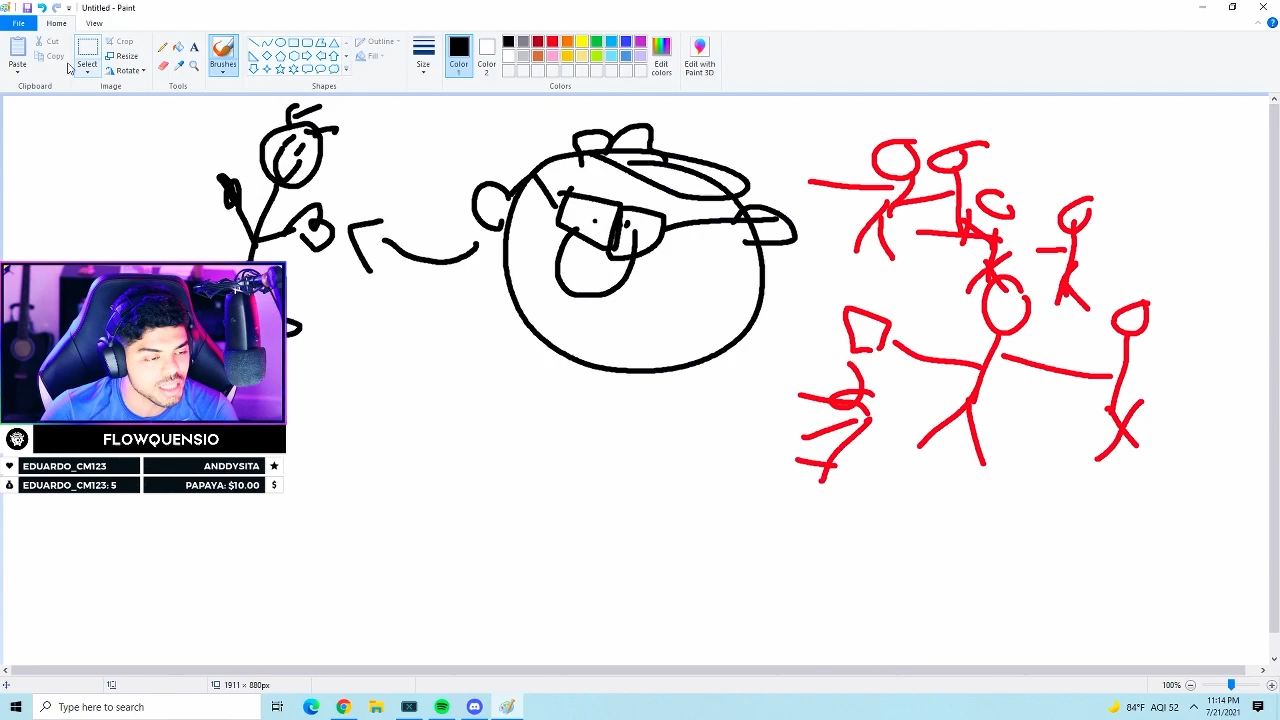 Untitled - Paint
File Home View
Paste
Cut
Copy
Clipboard
Select
Crop
Resize
Rotate
Image
A
Tools
Brushes
Outline
Fill
Shapes
Size
Color 1
Color 2
Edit colors
Colors
Edit with Paint 3D
FLOWQUENSIO
EDUARDO_CM123 ANDDYSITA
EDUARDO_CM123: 5 PAPAYA: $10.00 $
1911 × 880px
100%
Type here to search
84°F AQI 52
11:14 PM
7/21/2021